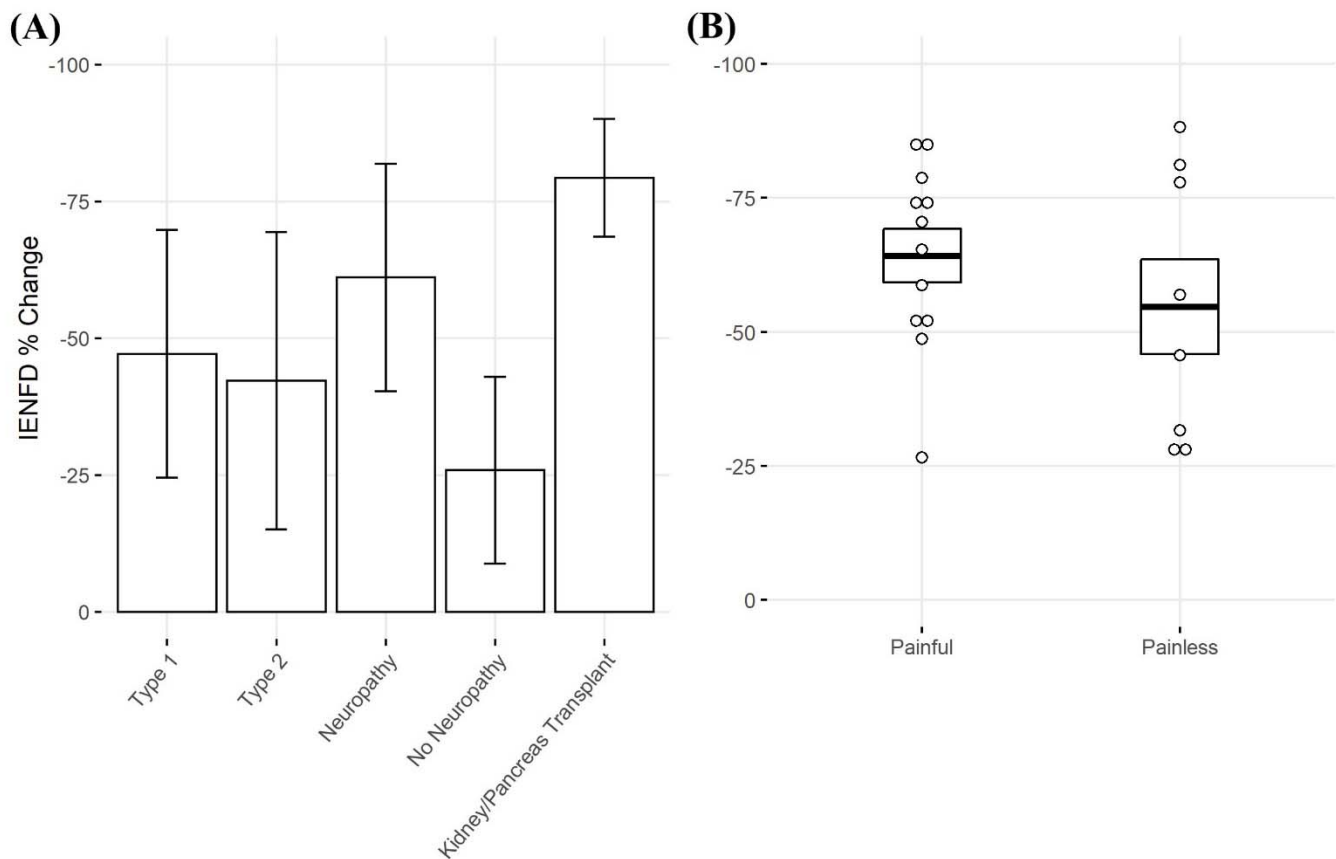 (A)
IENFD % Change
-100
-75
-50
-25
0
Type 1
Type 2
Neuropathy
No Neuropathy
Kidney/Pancreas Transplant
(B)
-100
-75
-50
-25
0
Painful
Painless